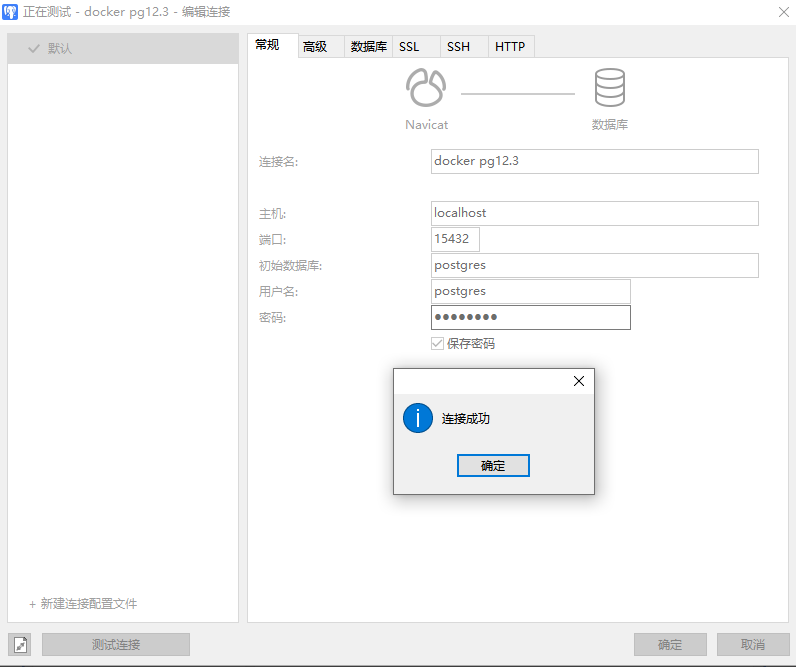 正在测试 - docker pg12.3 - 编辑连接
默认
常规 高级 数据库 SSL SSH HTTP
Navicat 数据库
连接名: docker pg12.3
主机: localhost
端口: 15432
初始数据库: postgres
用户名: postgres
密码: ●●●●●●●●
保存密码
连接成功
确定
+ 新建连接配置文件
测试连接 确定 取消